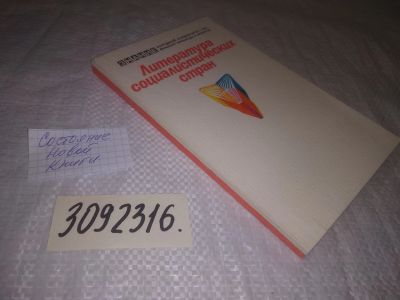 Литература
социалистических
стран
Состояние
Новой
Книги
3092316.